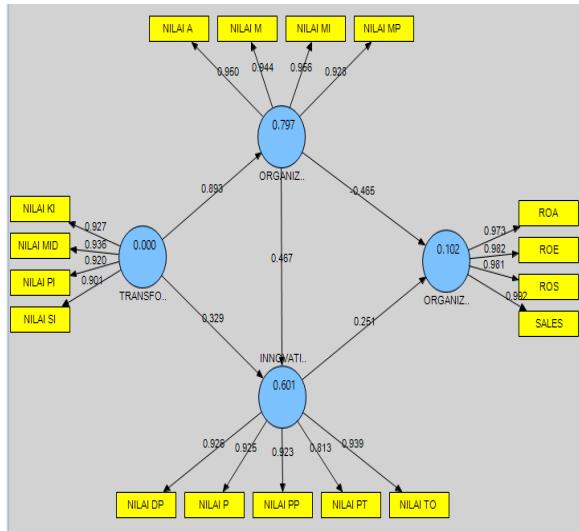 NILAI A
NILAI M
NILAI MI
NILAI MP
0.960
0.944
0.956
0.928
0.797
ORGANIZ..
0.893
-0.465
NILAI KI
NILAI MID
NILAI PI
NILAI SI
0.927
0.936
0.920
0.901
0.000
TRANSFO..
0.467
0.102
ORGANIZ..
0.973
0.982
0.981
ROA
ROE
ROS
SALES
0.329
0.251
INNOVATI..
0.601
0.926
0.925
0.923
0.813
0.939
NILAI DP
NILAI P
NILAI PP
NILAI PT
NILAI TO